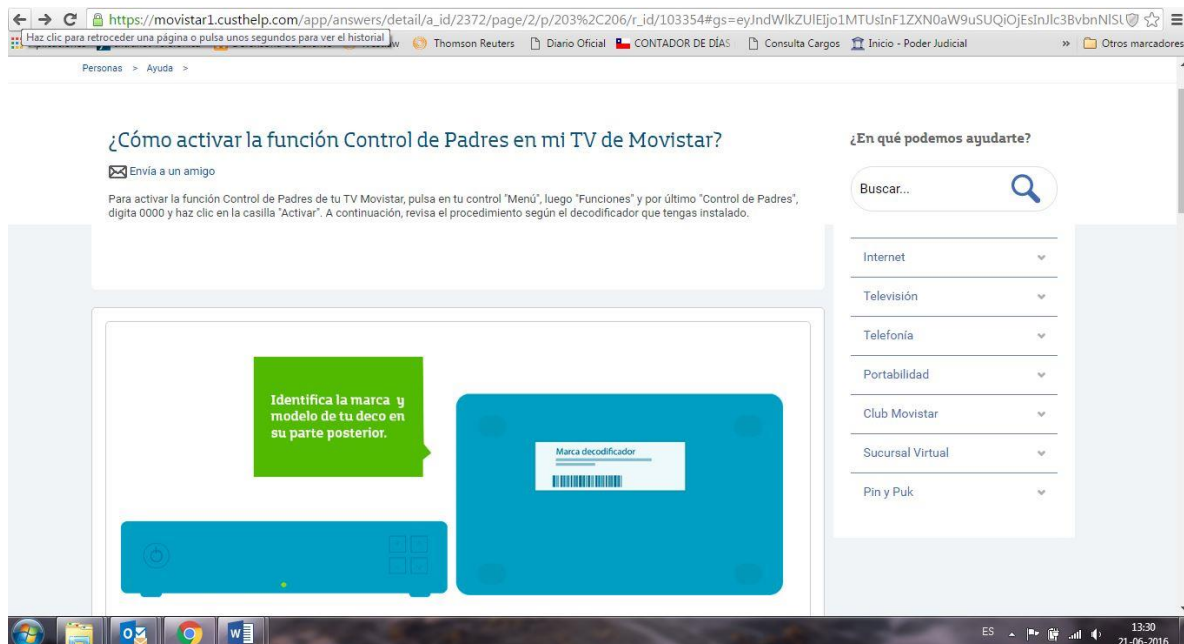 https://movistar1.custhelp.com/app/answers/detail/a_id/2372/page/2/p/203%2C206/r_id/103354#gs=
Haz clic para retroceder una página o pulsa unos segundos para ver el historial
Thomson Reuters
Diario Oficial
CONTADOR DE DÍAS
Consulta Cargos
Inicio - Poder Judicial
»
Otros marcadores
Personas > Ayuda >
¿Cómo activar la función Control de Padres en mi TV de Movistar?
Envía a un amigo
Para activar la función Control de Padres de tu TV Movistar, pulsa en tu control "Menú", luego "Funciones" y por último "Control de Padres",
digita 0000 y haz clic en la casilla "Activar". A continuación, revisa el procedimiento según el decodificador que tengas instalado.
Identifica la marca y
modelo de tu deco en
su parte posterior.
Marca decodificador
¿En qué podemos ayudarte?
Buscar...
Internet
Televisión
Telefonía
Portabilidad
Club Movistar
Sucursal Virtual
Pin y Puk
ES
13:30
21-06-2016